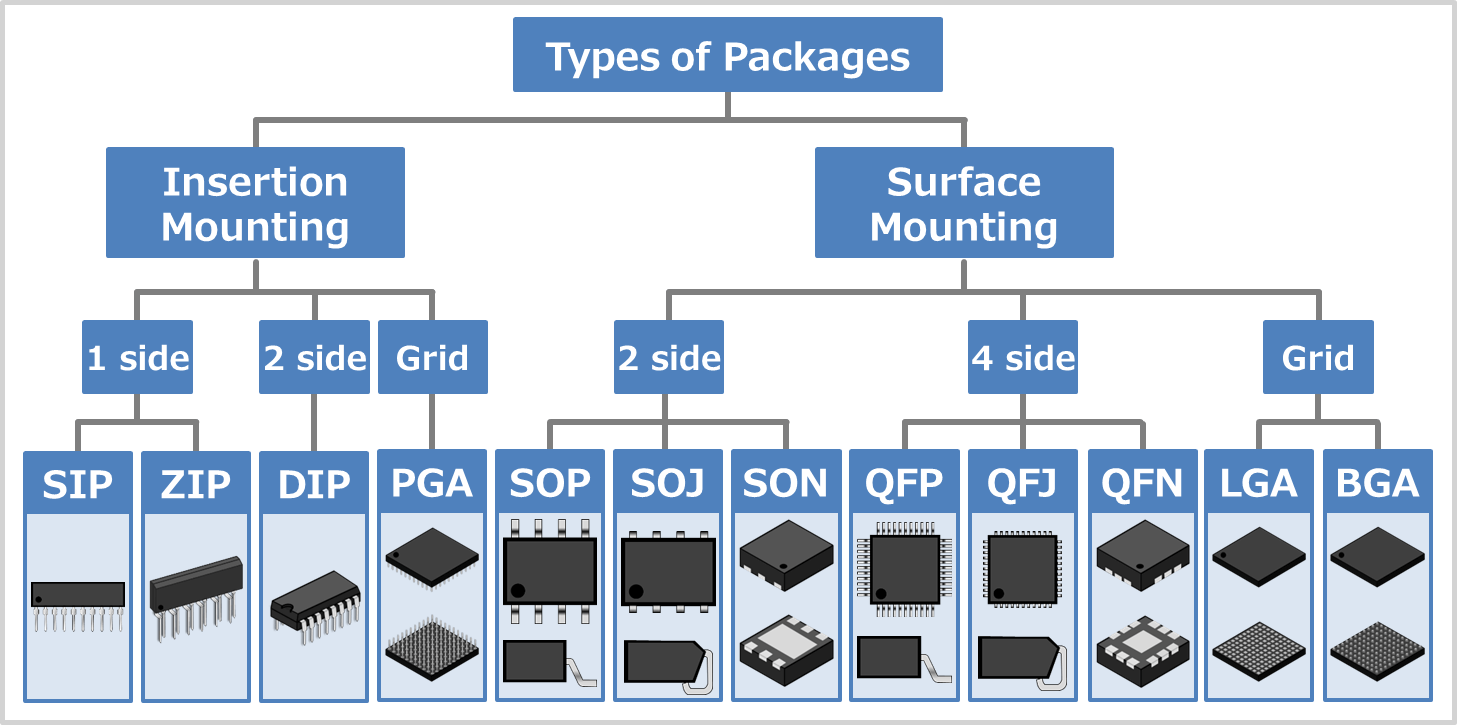 Types of Packages
Insertion
Mounting
Surface
Mounting
1 side
2 side
Grid
2 side
4 side
Grid
SIP
ZIP
DIP
PGA
SOP
SOJ
SON
QFP
QFJ
QFN
LGA
BGA